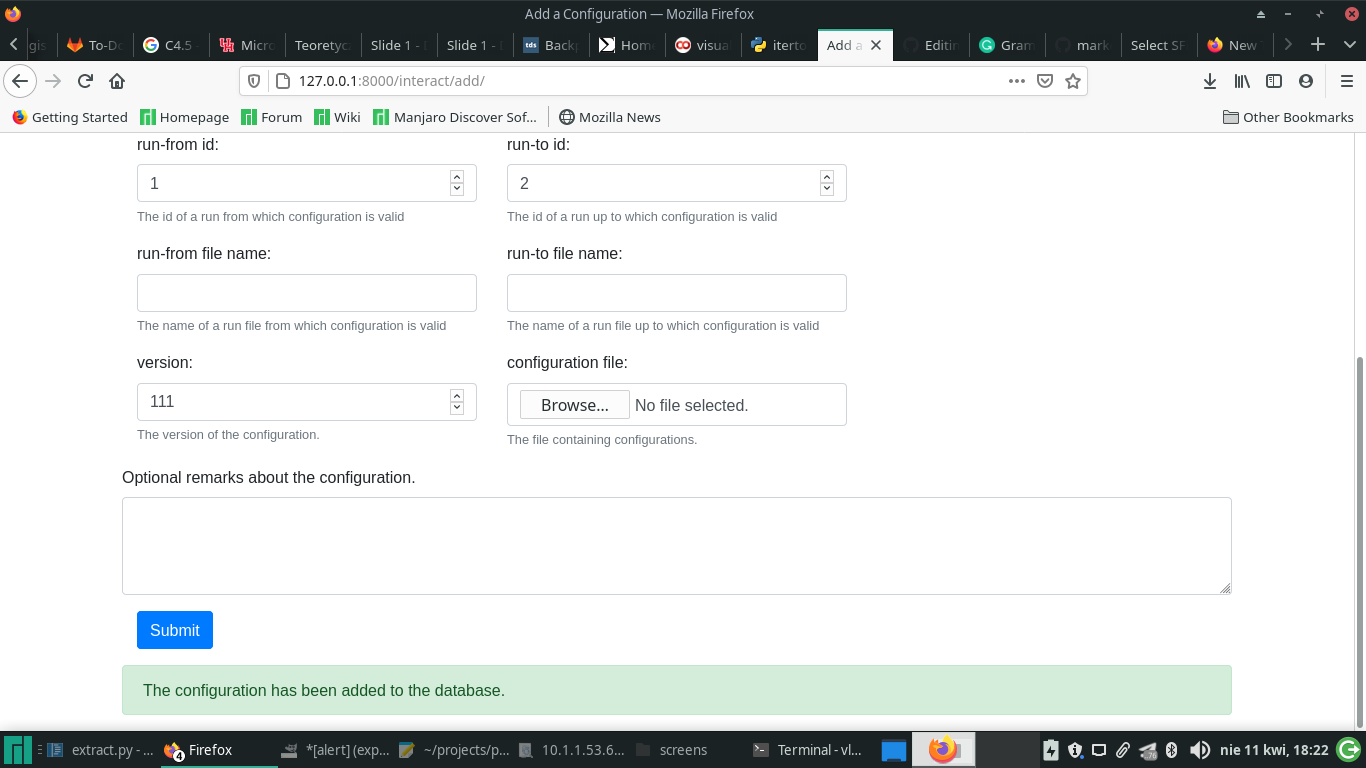 Add a Configuration — Mozilla Firefox
gis To-Do C4.5 - Micro Teoretyc Slide 1 - Slide 1 - tds Back Home visua iterto Add a Editin Gram mark Select SF New
127.0.0.1:8000/interact/add/
Getting Started Homepage Forum Wiki Manjaro Discover Sof... Mozilla News Other Bookmarks
run-from id: run-to id:
1 2
The id of a run from which configuration is valid The id of a run up to which configuration is valid
run-from file name: run-to file name:
The name of a run file from which configuration is valid The name of a run file up to which configuration is valid
version: configuration file:
111 Browse... No file selected.
The version of the configuration. The file containing configurations.
Optional remarks about the configuration.
Submit
The configuration has been added to the database.
extract.py - ... 4 Firefox *[alert] (exp... ~/projects/p... 10.1.1.53.6... screens Terminal - vl... nie 11 kwi, 18:22